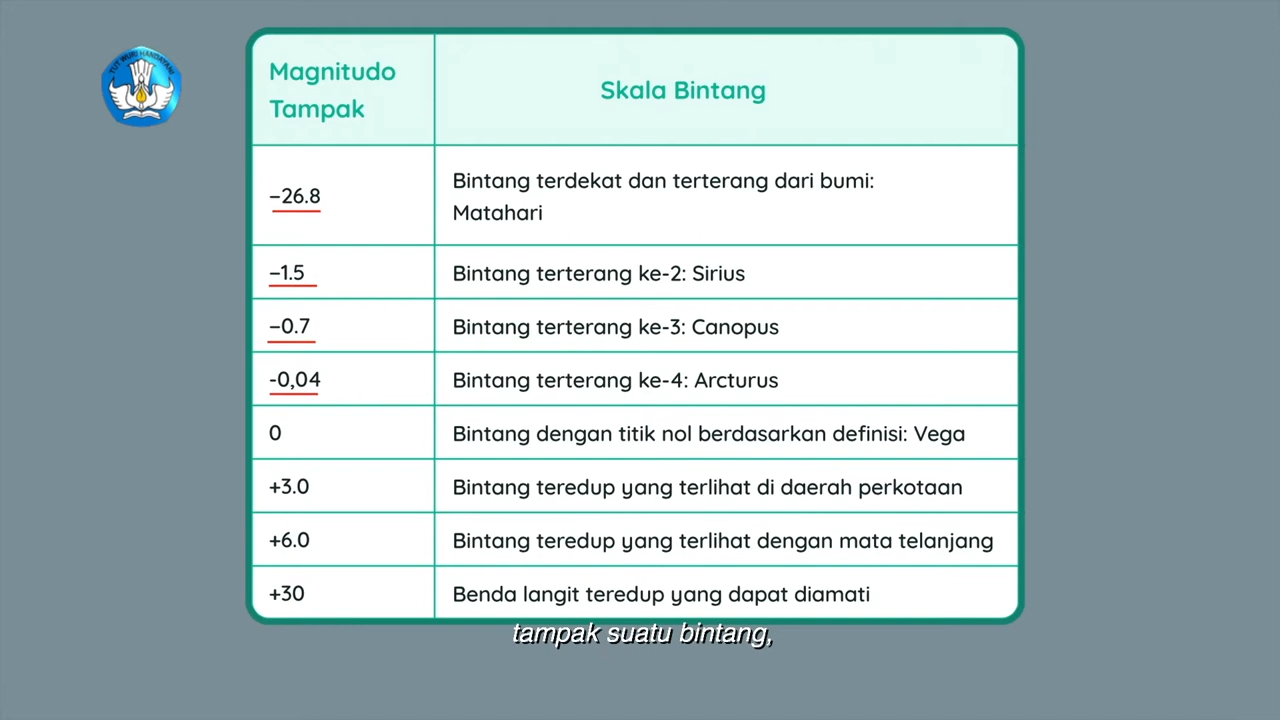 TUT WURI HANDAYANI
Magnitudo
Tampak
Skala Bintang
–26.8
Bintang terdekat dan terterang dari bumi:
Matahari
–1.5
Bintang terterang ke-2: Sirius
–0.7
Bintang terterang ke-3: Canopus
-0,04
Bintang terterang ke-4: Arcturus
0
Bintang dengan titik nol berdasarkan definisi: Vega
+3.0
Bintang teredup yang terlihat di daerah perkotaan
+6.0
Bintang teredup yang terlihat dengan mata telanjang
+30
Benda langit teredup yang dapat diamati
tampak suatu bintang,